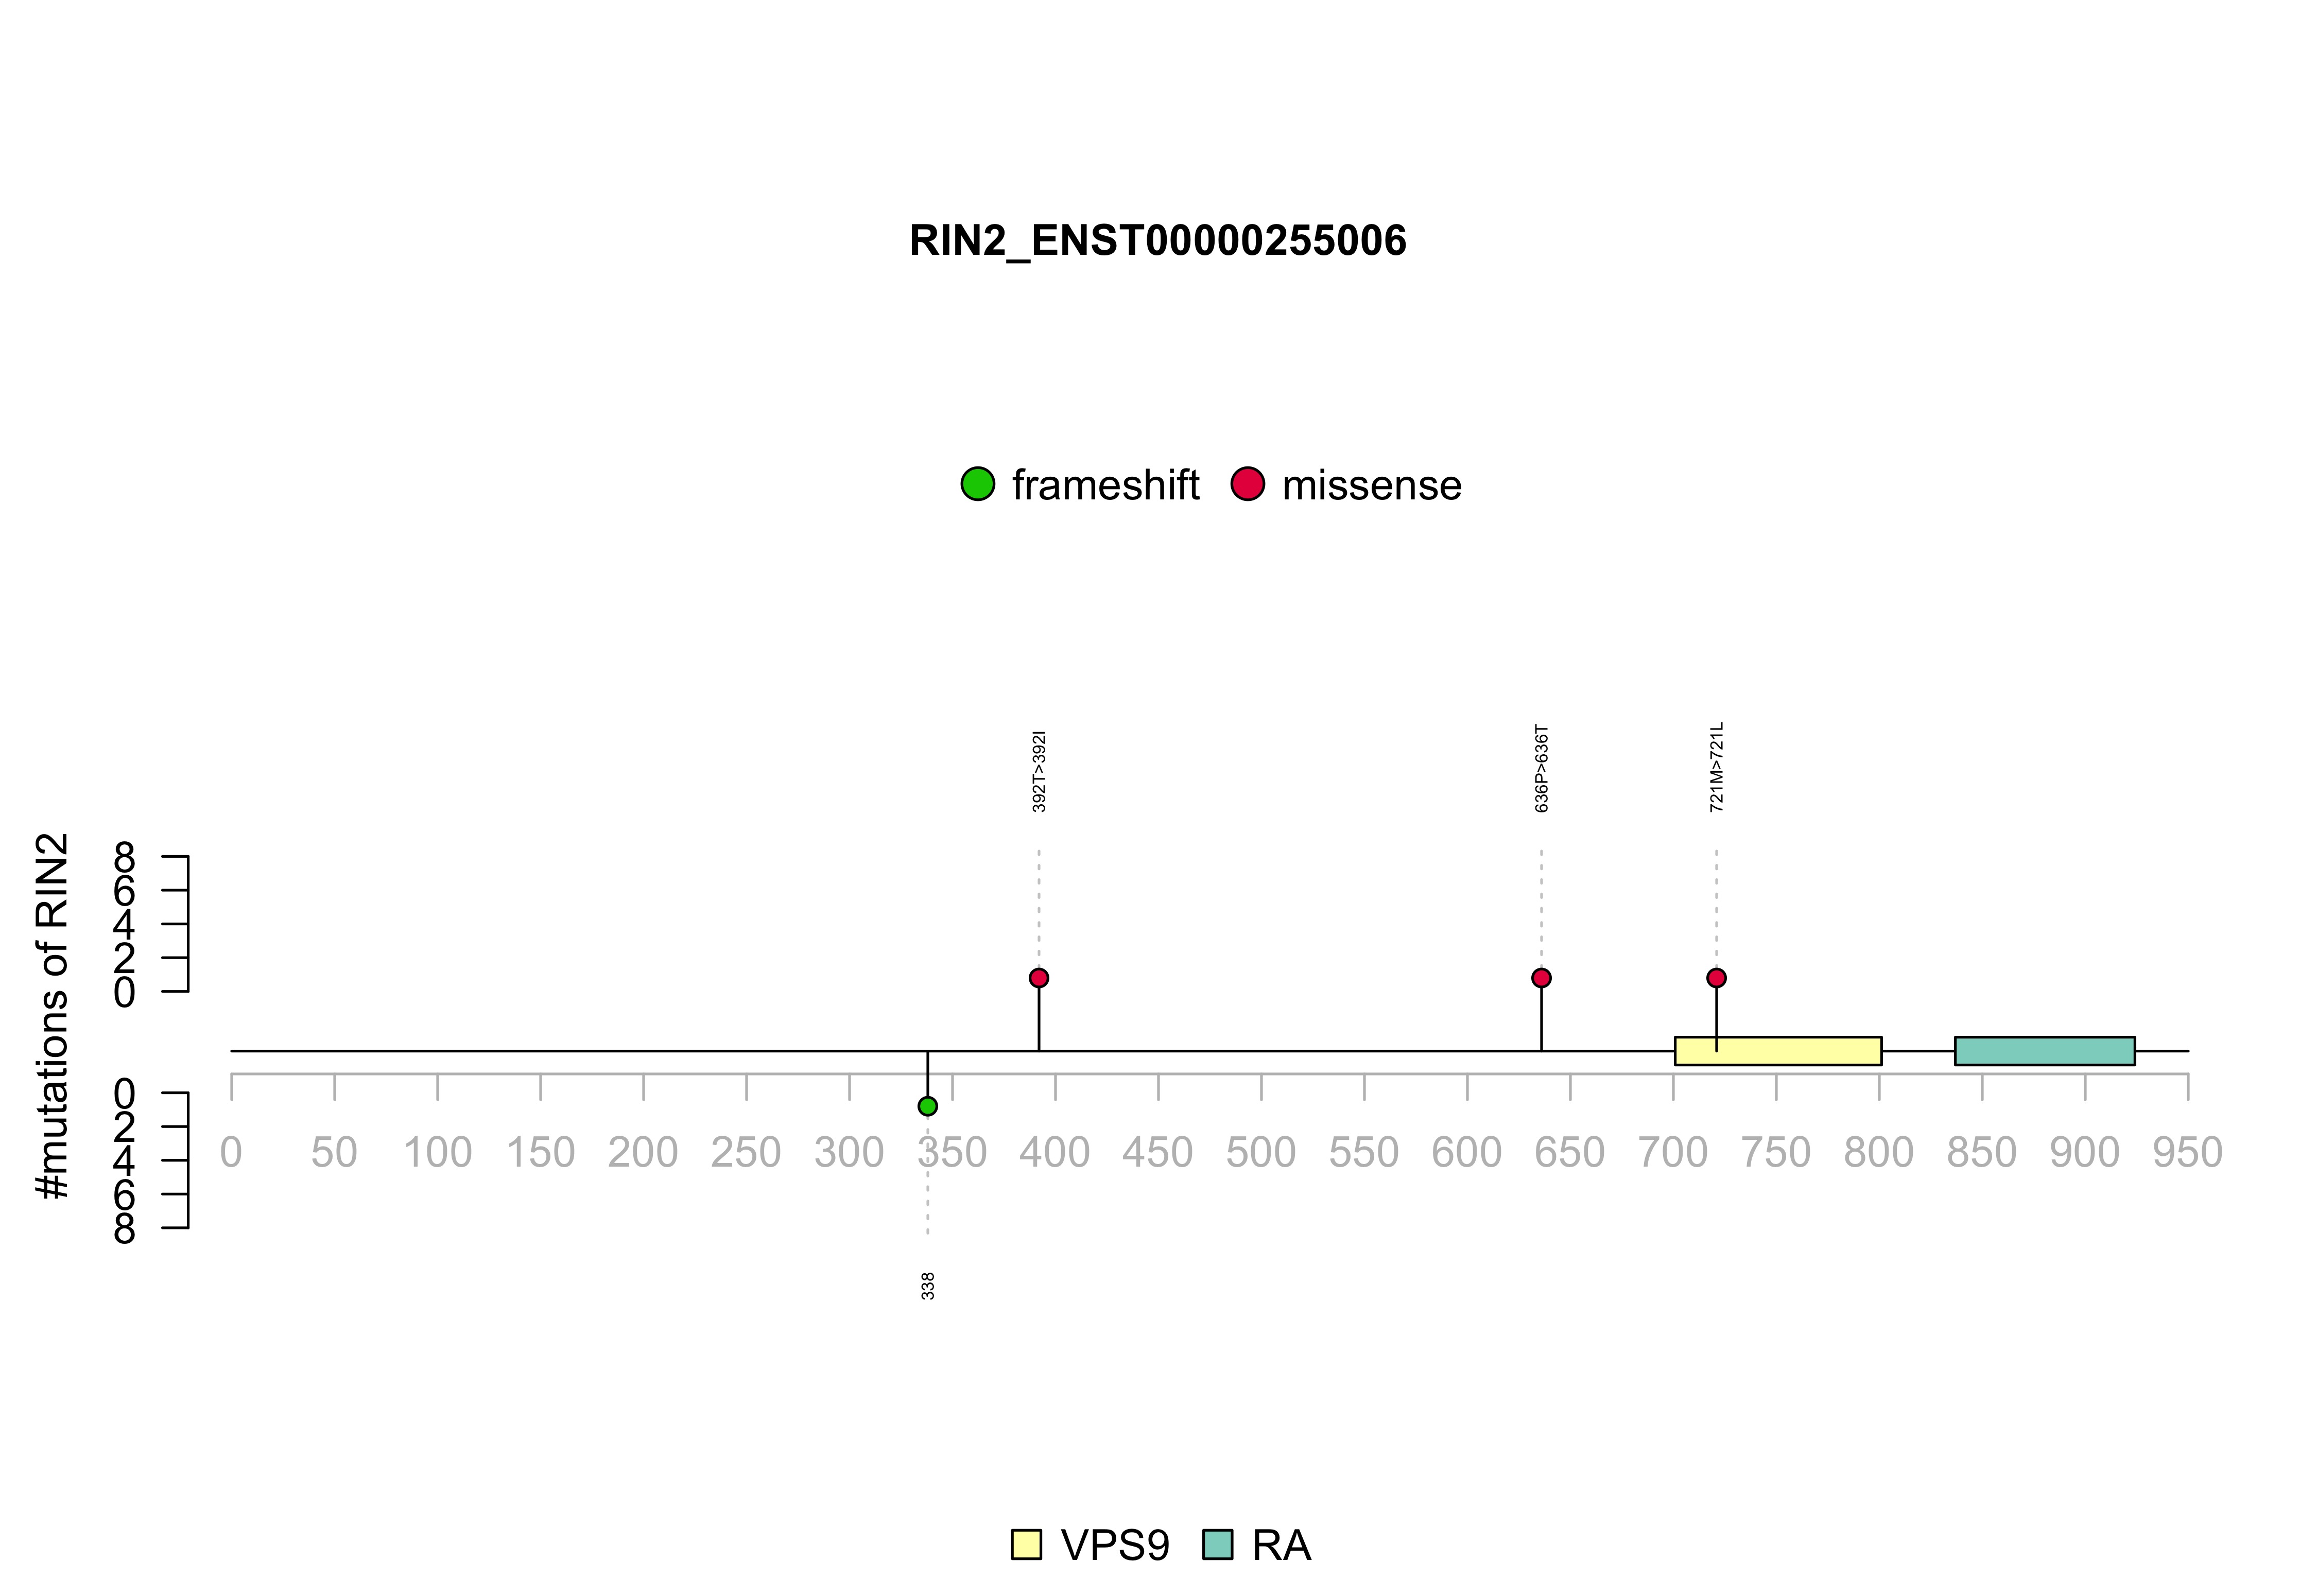 RIN2_ENST00000255006
frameshift missense
392T>392I
636P>636T
721M>721L
#mutations of RIN2
8
6
4
2
0
0
2
4
6
8
0 50 100 150 200 250 300 350 400 450 500 550 600 650 700 750 800 850 900 950
338
VPS9 RA